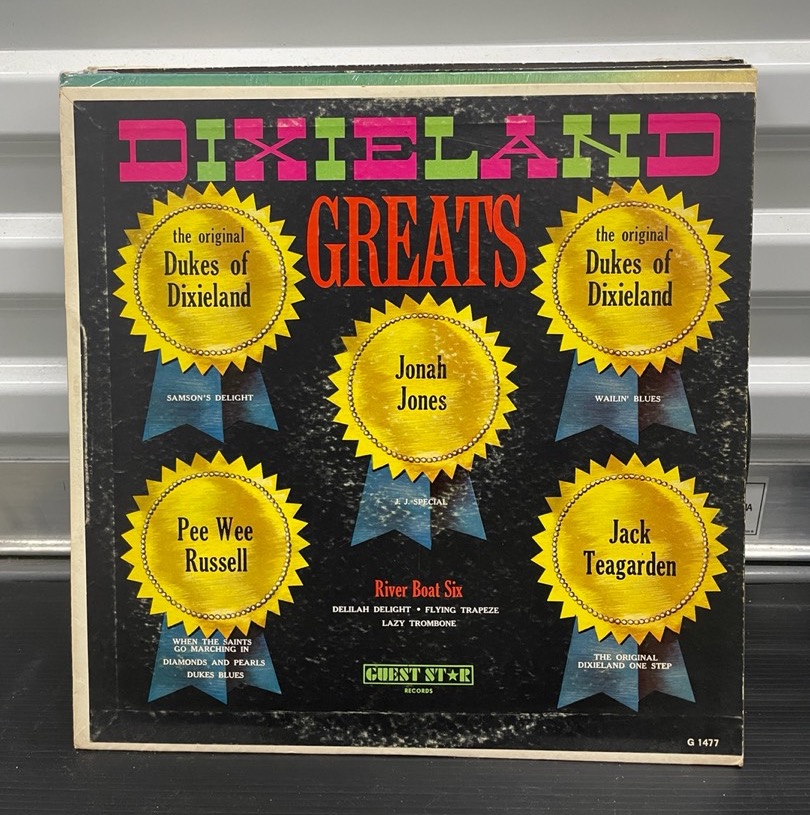 DIXIELAND
GREATS
the original
Dukes of
Dixieland
SAMSON'S DELIGHT
the original
Dukes of
Dixieland
WAILIN' BLUES
Jonah
Jones
J. J. SPECIAL
Pee Wee
Russell
WHEN THE SAINTS
GO MARCHING IN
DIAMONDS AND PEARLS
DUKES BLUES
Jack
Teagarden
THE ORIGINAL
DIXIELAND ONE STEP
River Boat Six
DELILAH DELIGHT • FLYING TRAPEZE
LAZY TROMBONE
GUEST ST★R
RECORDS
G 1477